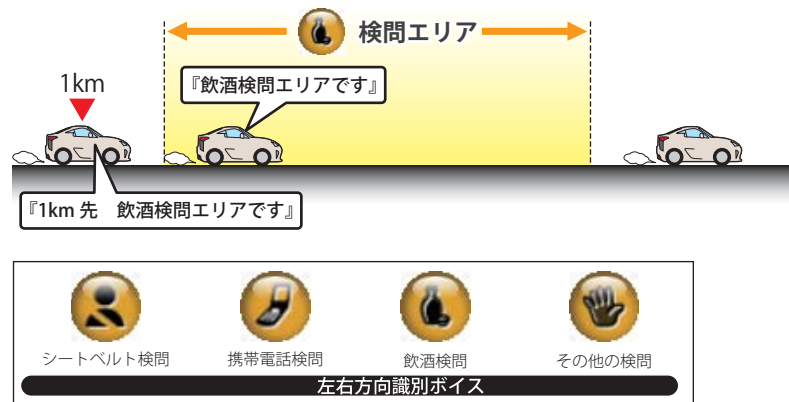 検問エリア
1km
『飲酒検問エリアです』
『1km 先　飲酒検問エリアです』
シートベルト検問
携帯電話検問
飲酒検問
その他の検問
左右方向識別ボイス